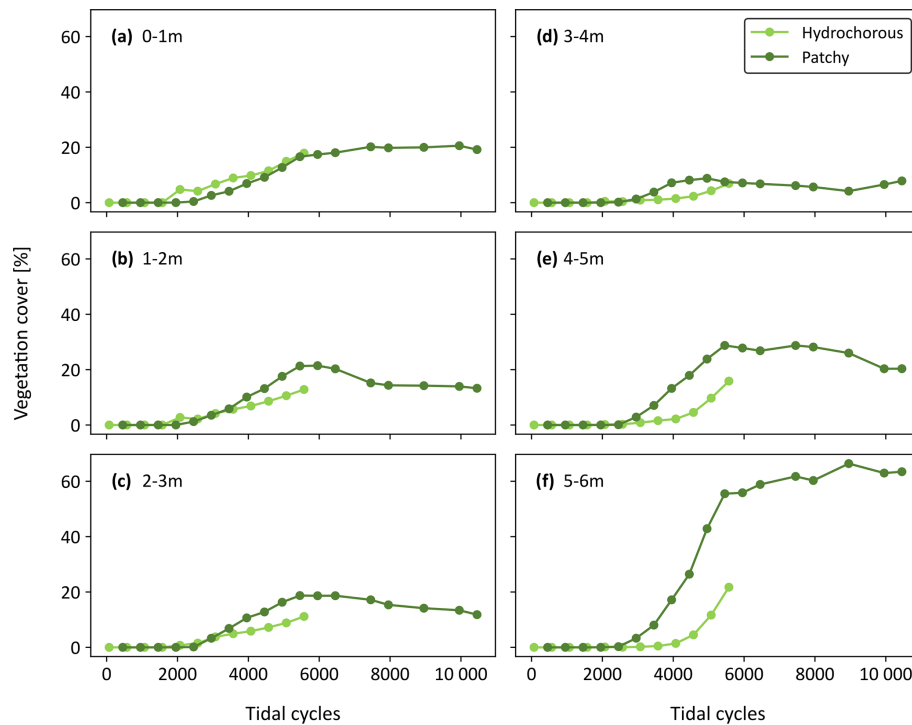 (a) 0-1m
60
40
20
0
(d) 3-4m
Hydrochorous
Patchy
Vegetation cover [%]
(b) 1-2m
60
40
20
0
(e) 4-5m
(c) 2-3m
60
40
20
0
(f) 5-6m
0 2000 4000 6000 8000 10 000
0 2000 4000 6000 8000 10 000
Tidal cycles
Tidal cycles